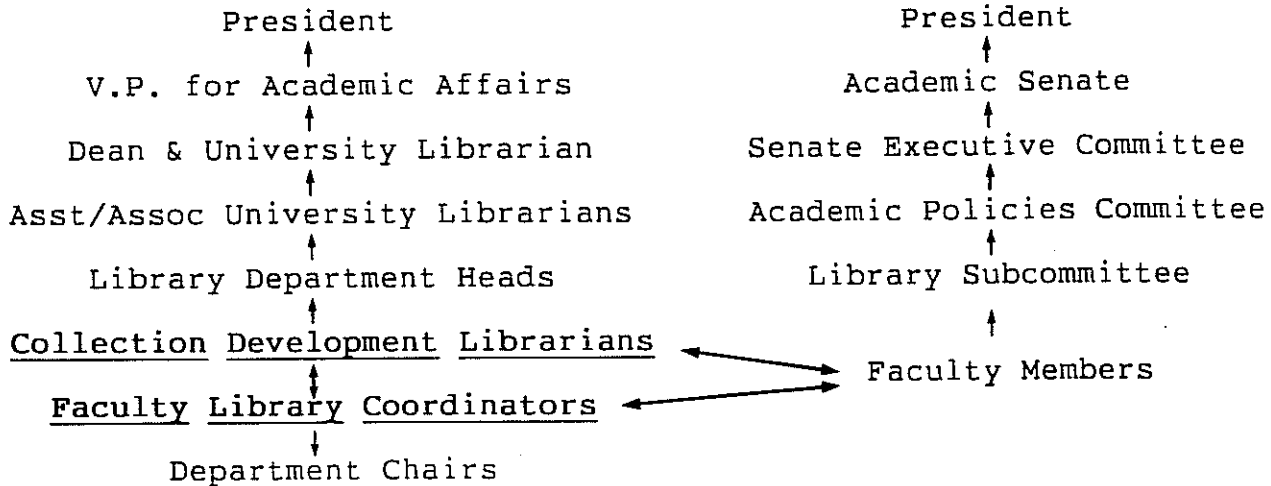 President
V.P. for Academic Affairs
Dean & University Librarian
Asst/Assoc University Librarians
Library Department Heads
Collection Development Librarians
Faculty Library Coordinators
Department Chairs
President
Academic Senate
Senate Executive Committee
Academic Policies Committee
Library Subcommittee
Faculty Members